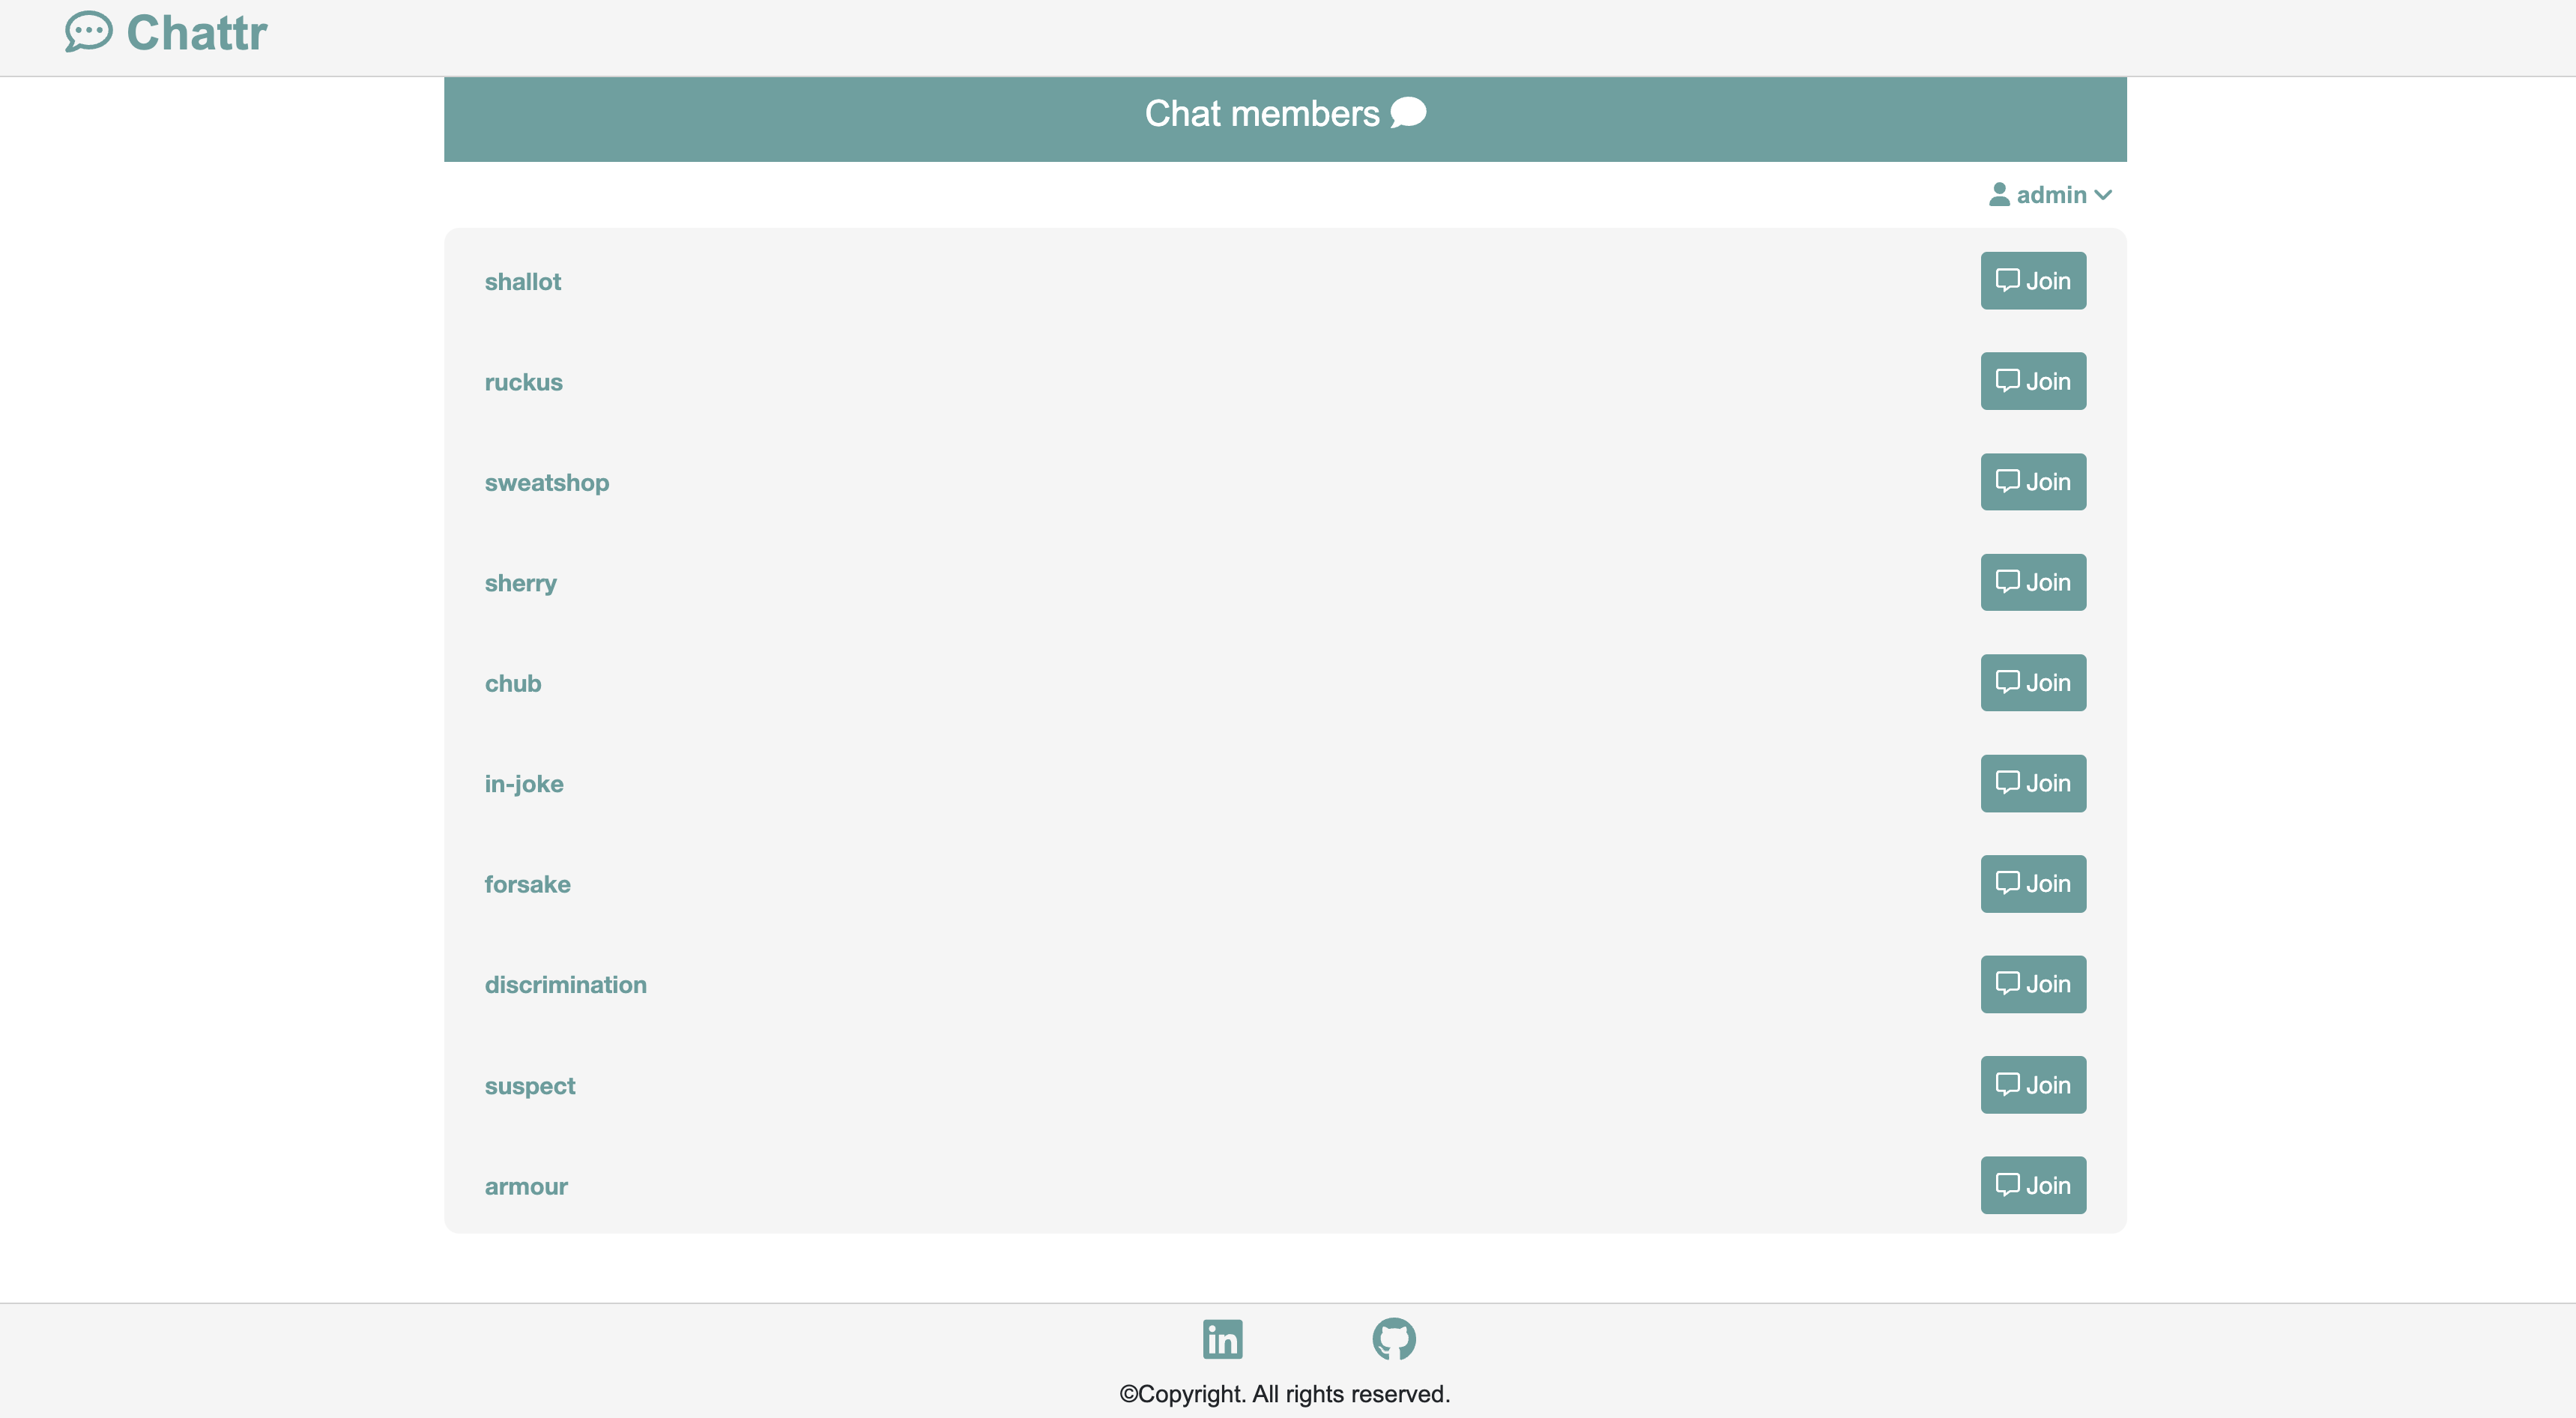 Chattr
Chat members
admin
shallot Join
ruckus Join
sweatshop Join
sherry Join
chub Join
in-joke Join
forsake Join
discrimination Join
suspect Join
armour Join
in
©Copyright. All rights reserved.